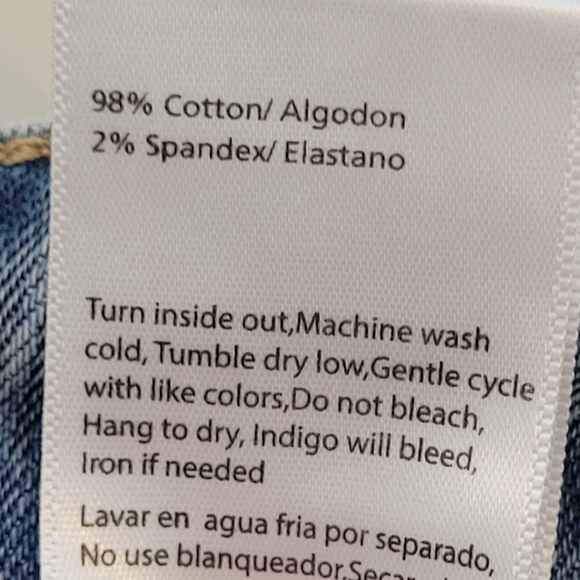 98% Cotton/ Algodon
2% Spandex/ Elastano
Turn inside out,Machine wash
cold, Tumble dry low,Gentle cycle
with like colors,Do not bleach,
Hang to dry, Indigo will bleed,
Iron if needed
Lavar en agua fria por separado,
No use blanqueador,